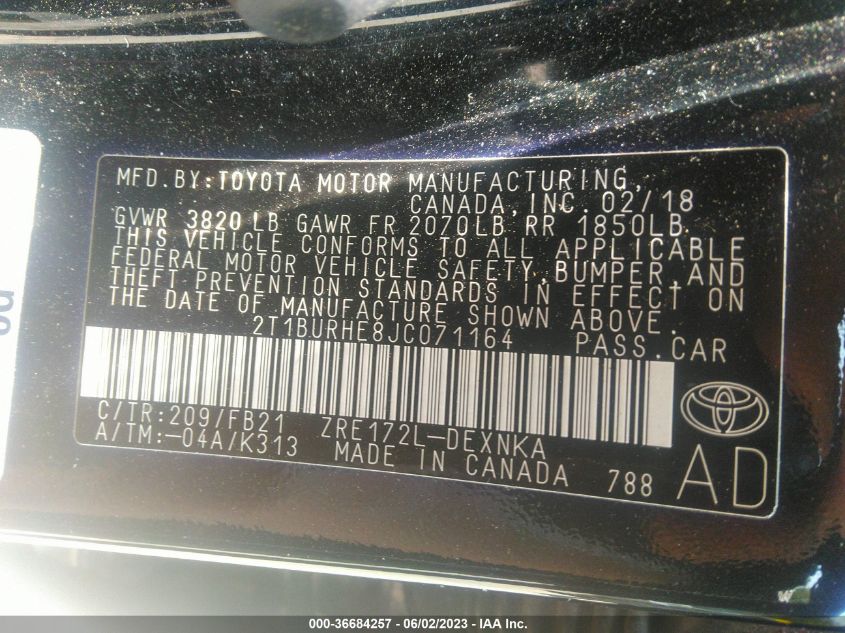 MFD.BY:TOYOTA MOTOR MANUFACTURING,
CANADA,INC. 02/18
GVWR 3820 LB GAWR FR 2070LB RR 1850LB
THIS VEHICLE CONFORMS TO ALL APPLICABLE
FEDERAL MOTOR VEHICLE SAFETY,BUMPER,AND
THEFT PREVENTION STANDARDS IN EFFECT ON
THE DATE OF MANUFACTURE SHOWN ABOVE.
2T1BURHE8JC071164 PASS.CAR
C/TR:209/FB21 ZRE172L-DEXNKA
A/TM:-04A/K313 MADE IN CANADA 788
AD
000-36684257 - 06/02/2023 - IAA Inc.